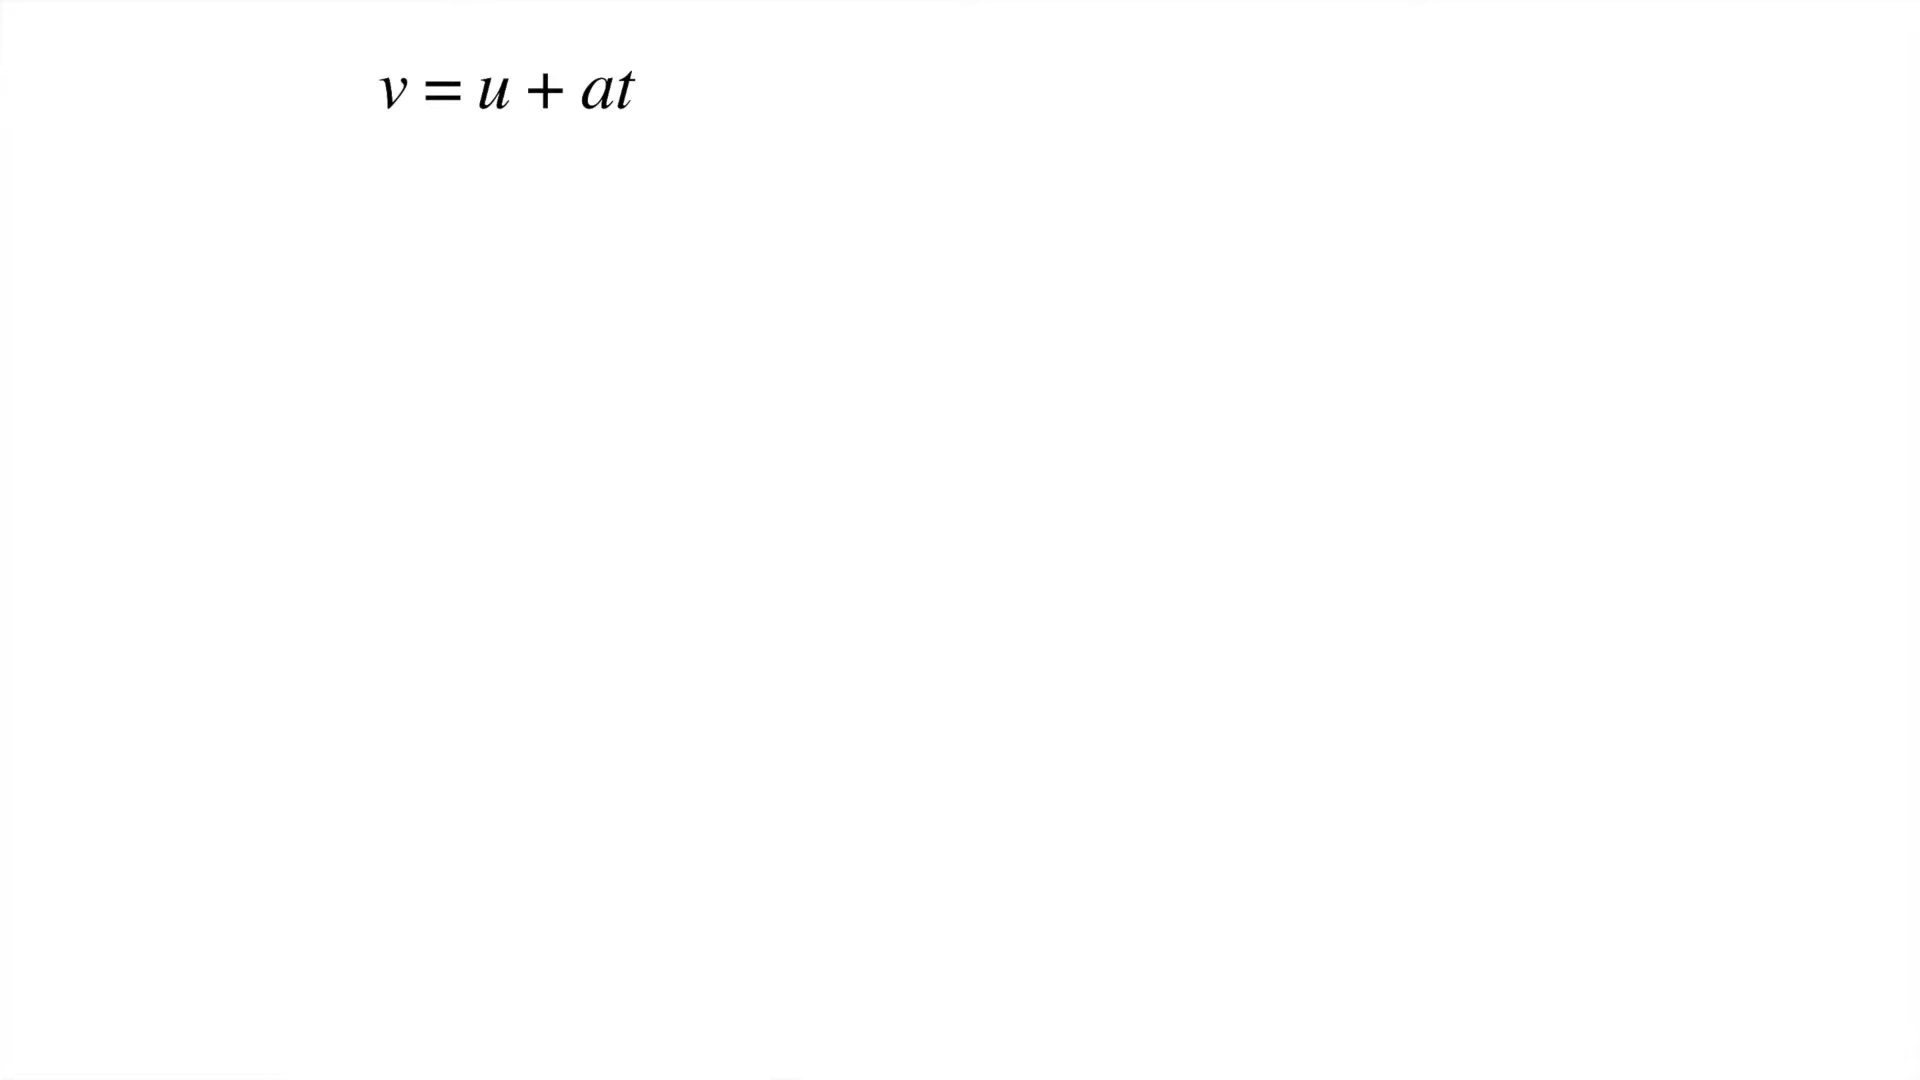 v = u + at